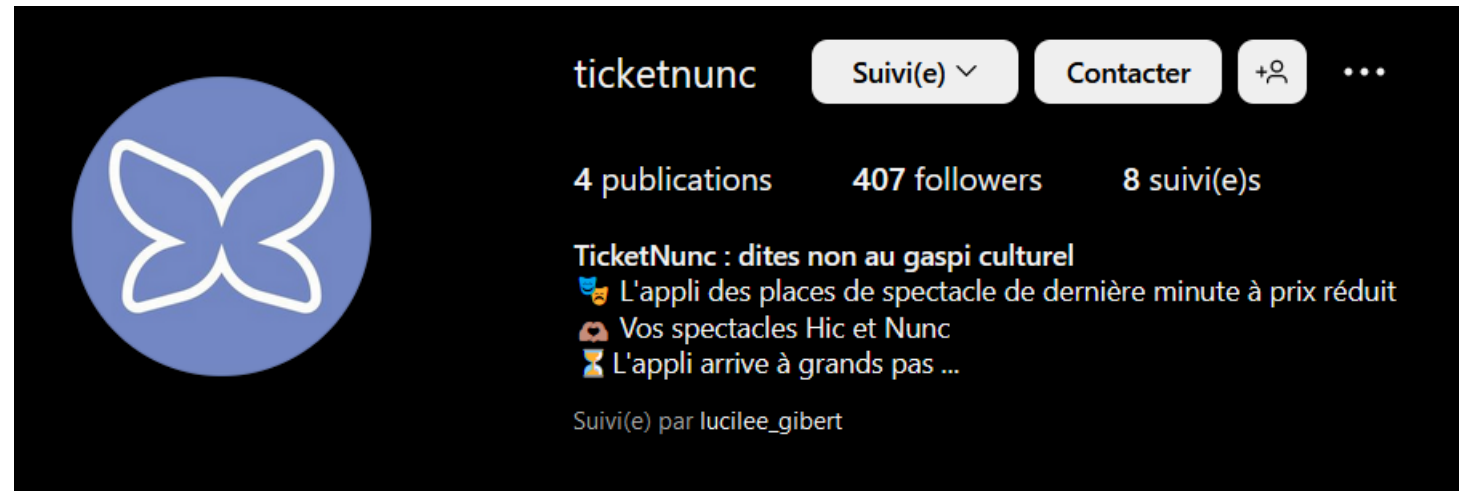 ticketnunc Suivi(e) Contacter
4 publications 407 followers 8 suivi(e)s
TicketNunc : dites non au gaspi culturel
🎭 L'appli des places de spectacle de dernière minute à prix réduit
🫶🏽 Vos spectacles Hic et Nunc
⏳ L'appli arrive à grands pas ...
Suivi(e) par lucilee_gibert